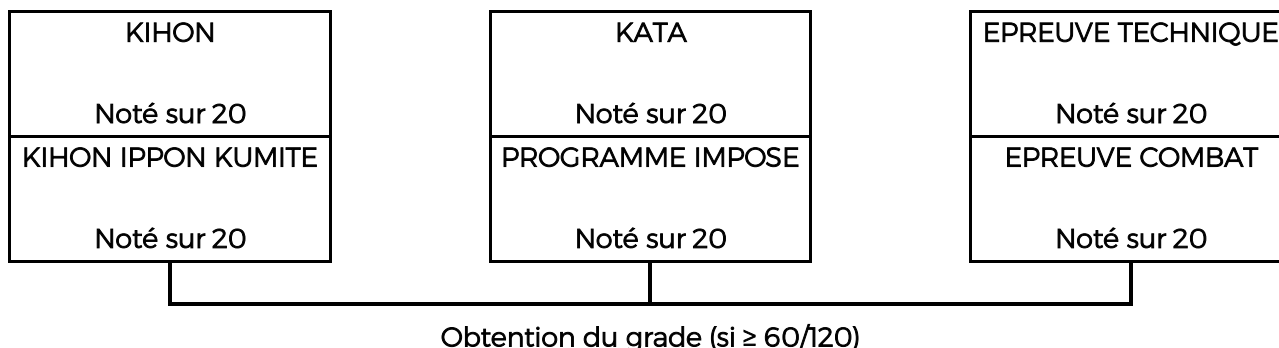 KIHON
Noté sur 20
KIHON IPPON KUMITE
Noté sur 20
KATA
Noté sur 20
PROGRAMME IMPOSE
Noté sur 20
EPREUVE TECHNIQUE
Noté sur 20
EPREUVE COMBAT
Noté sur 20
Obtention du grade (si ≥ 60/120)